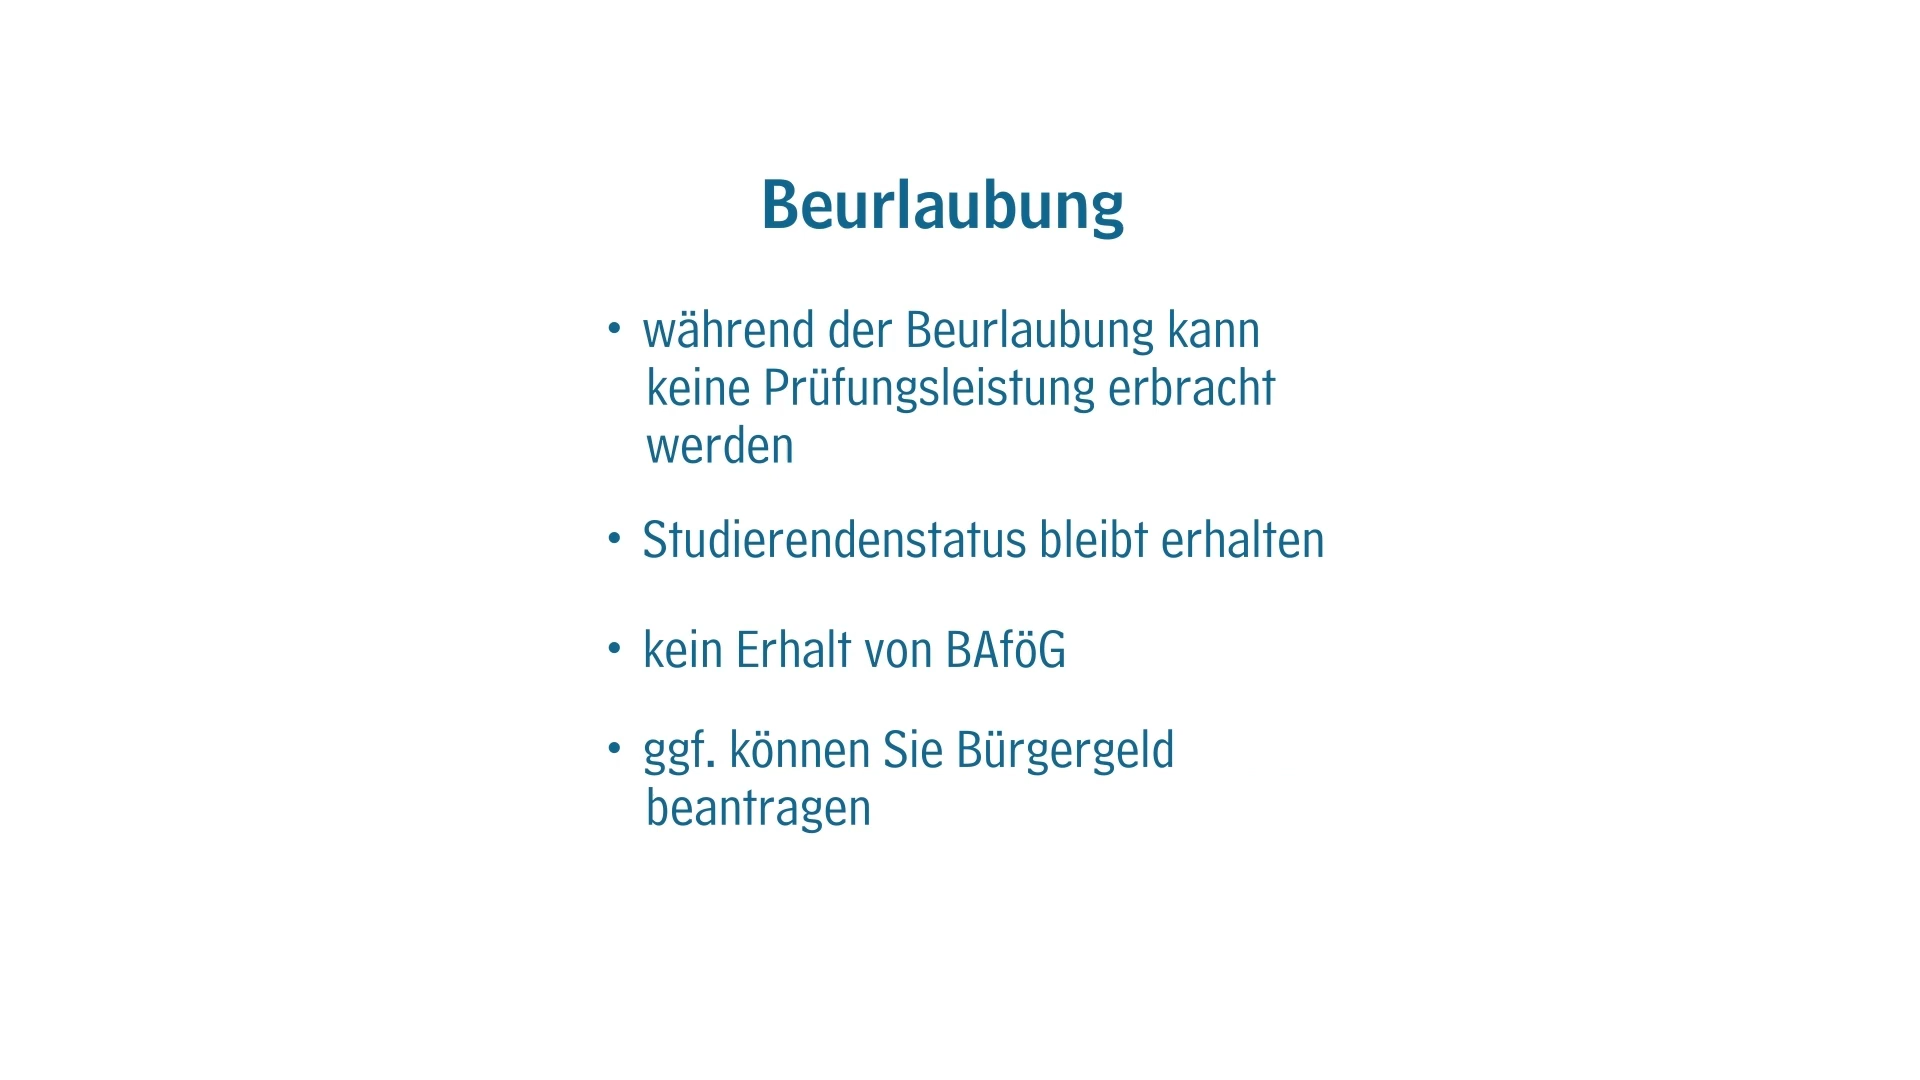 Beurlaubung
• während der Beurlaubung kann
keine Prüfungsleistung erbracht
werden
• Studierendenstatus bleibt erhalten
• kein Erhalt von BAföG
• ggf. können Sie Bürgergeld
beantragen